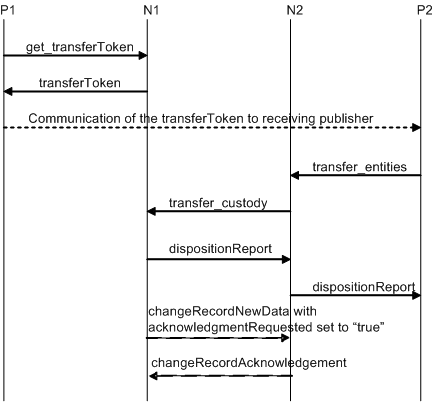 P1 N1 N2 P2
get_transferToken
transferToken
Communication of the transferToken to receiving publisher
transfer_entities
transfer_custody
dispositionReport
dispositionReport
changeRecordNewData with
acknowledgmentRequested set to “true”
changeRecordAcknowledgement